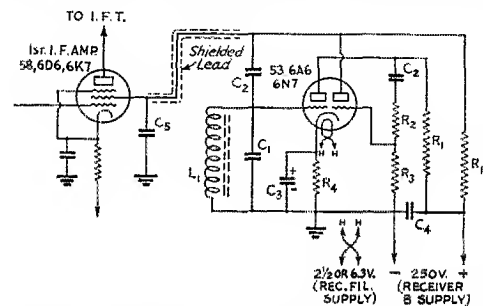 TO I.F.T.
1ST. I.F. AMP.
58, 6D6, 6K7
Shielded
Lead
C5
C2
53 6A6
6N7
C2
R2
R1
R1
L1
C1
C3
+
-
R4
H H
R3
C4
H H
2½ OR 6.3V.
(REC. FIL.
SUPPLY)
- 250V. +
(RECEIVER
B SUPPLY)